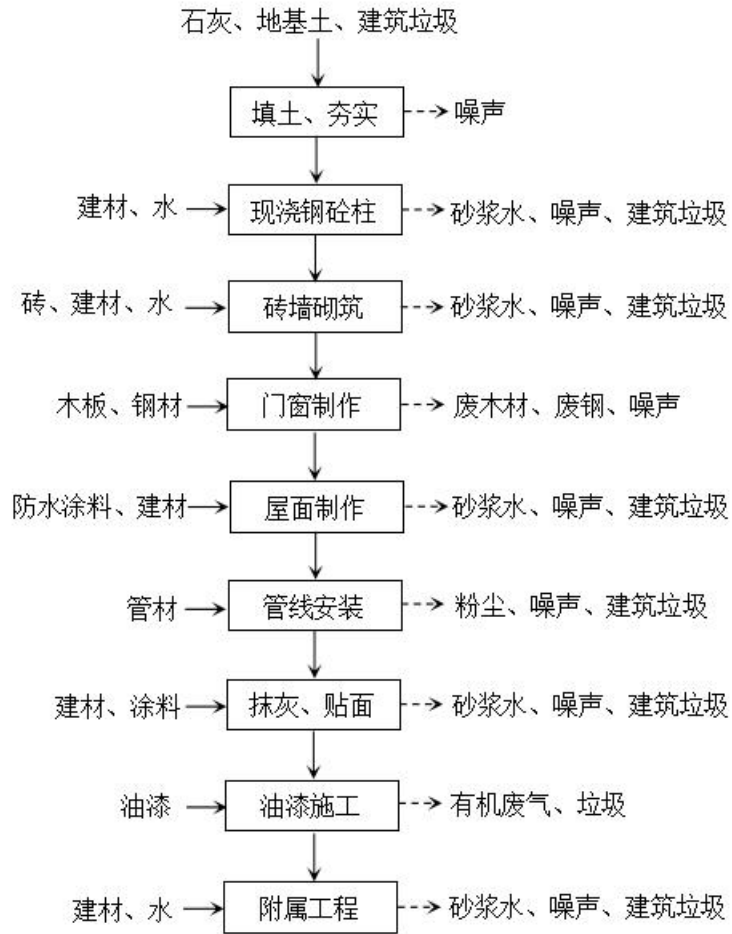 石灰、地基土、建筑垃圾
填土、夯实 噪声
建材、水 现浇钢砼柱 砂浆水、噪声、建筑垃圾
砖、建材、水 砖墙砌筑 砂浆水、噪声、建筑垃圾
木板、钢材 门窗制作 废木材、废钢、噪声
防水涂料、建材 屋面制作 砂浆水、噪声、建筑垃圾
管材 管线安装 粉尘、噪声、建筑垃圾
建材、涂料 抹灰、贴面 砂浆水、噪声、建筑垃圾
油漆 油漆施工 有机废气、垃圾
建材、水 附属工程 砂浆水、噪声、建筑垃圾